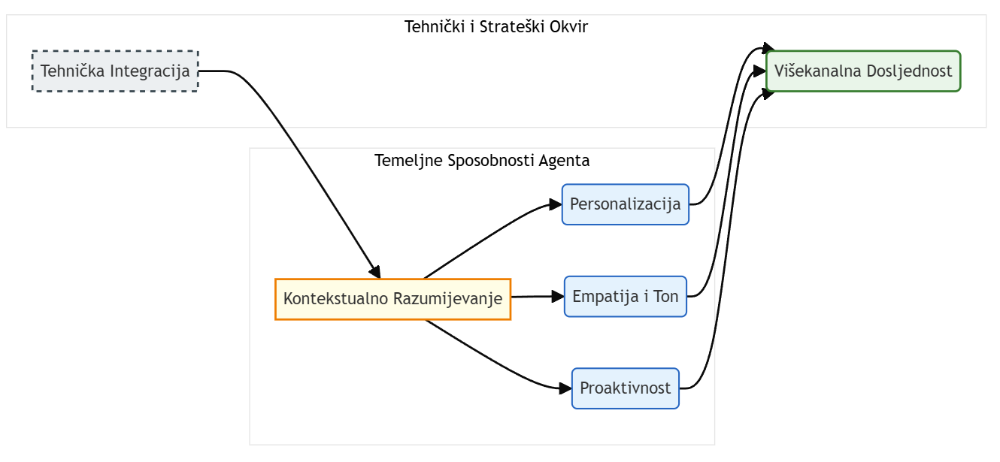 Tehnički i Strateški Okvir
Tehnička Integracija
Višekanalna Dosljednost
Temeljne Sposobnosti Agenta
Personalizacija
Kontekstualno Razumijevanje
Empatija i Ton
Proaktivnost